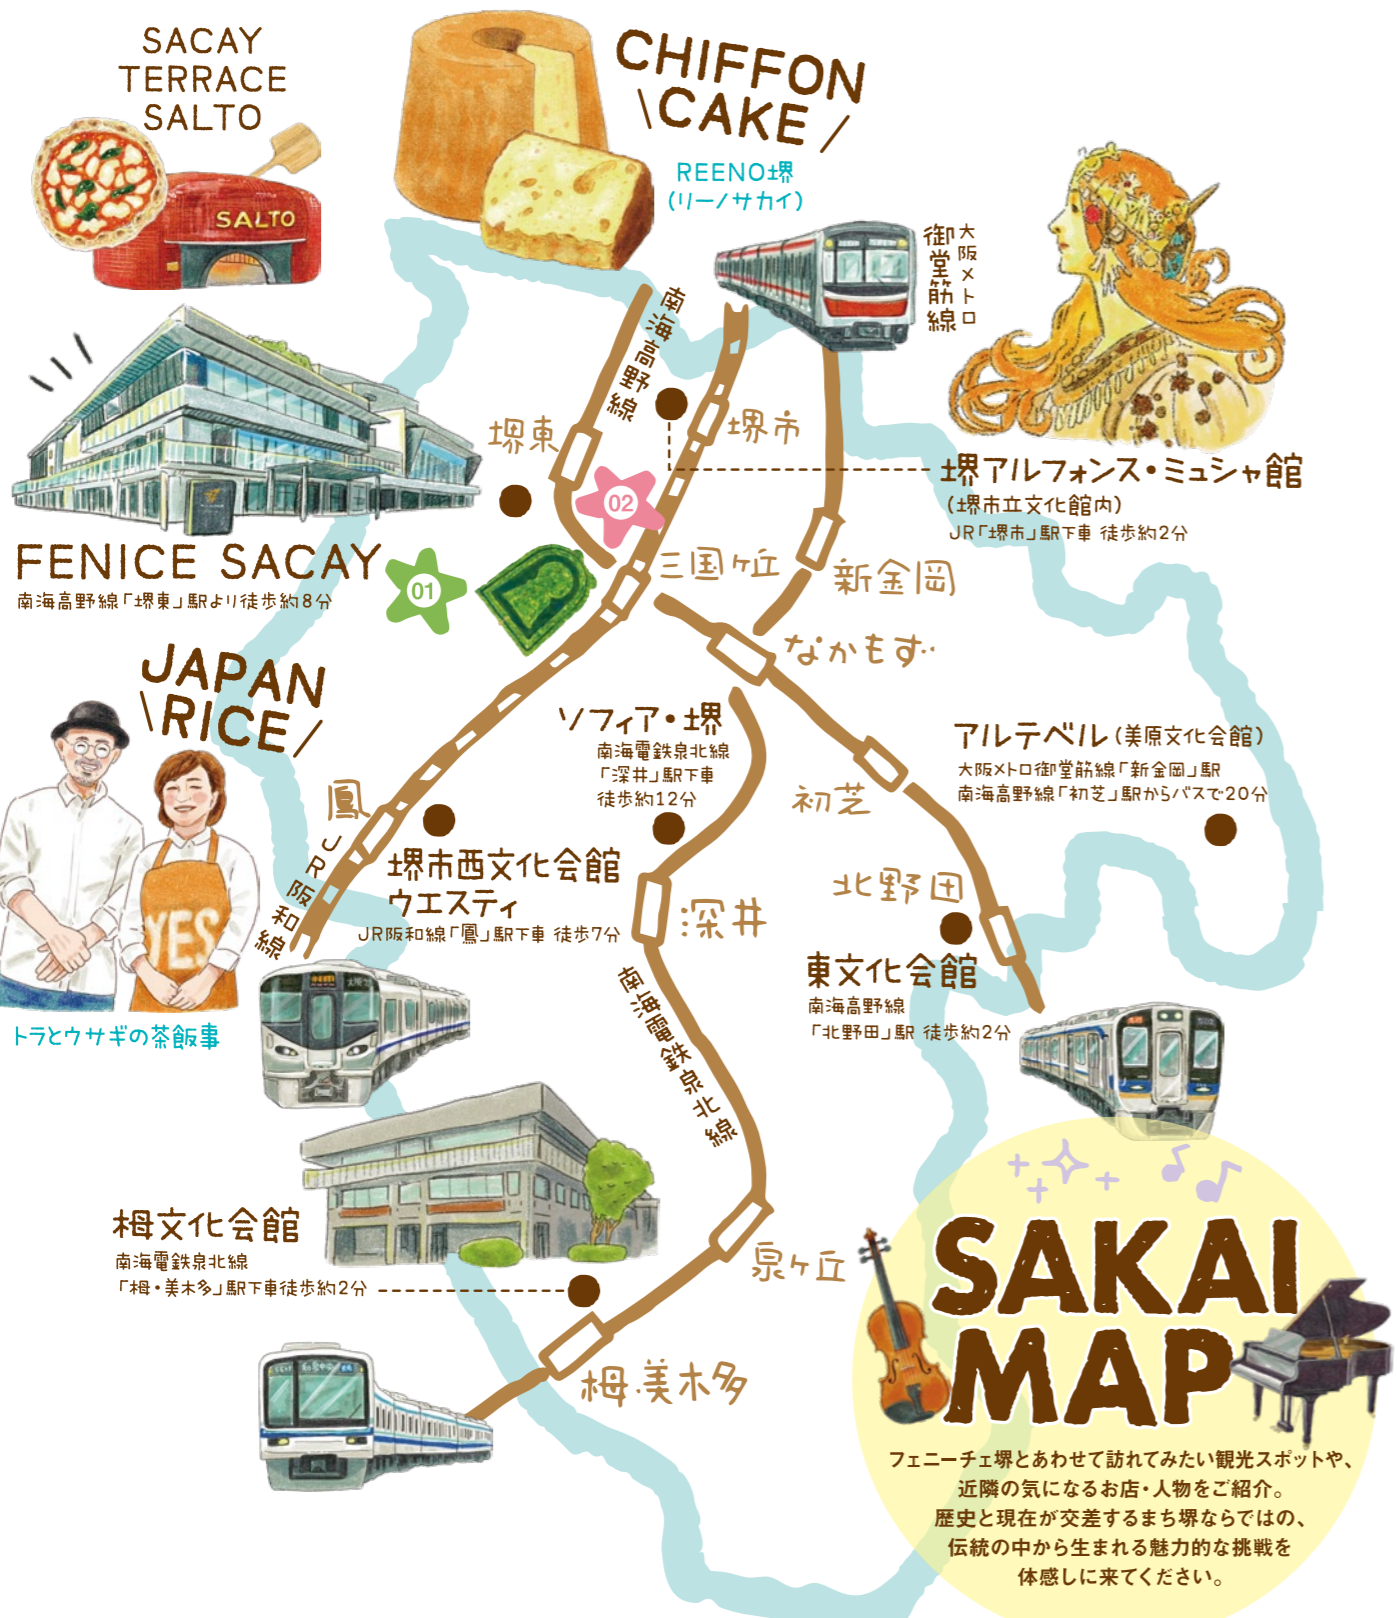 SACAY
TERRACE
SALTO
SALTO
CHIFFON
CAKE
REENO堺
(リーノサカイ)
大阪メトロ
御堂筋線
南海高野線
堺東
堺市
堺アルフォンス・ミュシャ館
(堺市立文化館内)
JR「堺市」駅下車 徒歩約2分
02
FENICE SACAY
南海高野線「堺東」駅より徒歩約8分
01
三国ヶ丘
新金岡
なかもず
JAPAN
RICE
YES
トラとウサギの茶飯事
ソフィア・堺
南海電鉄泉北線
「深井」駅下車
徒歩約12分
アルテベル(美原文化会館)
大阪メトロ御堂筋線「新金岡」駅
南海高野線「初芝」駅からバスで20分
初芝
鳳
JR阪和線
堺市西文化会館
ウエスティ
JR阪和線「鳳」駅下車 徒歩7分
深井
北野田
東文化会館
南海高野線
「北野田」駅 徒歩約2分
南海電鉄泉北線
栂文化会館
南海電鉄泉北線
「栂・美木多」駅下車徒歩約2分
泉ヶ丘
栂・美木多
SAKAI
MAP
フェニーチェ堺とあわせて訪れてみたい観光スポットや、
近隣の気になるお店・人物をご紹介。
歴史と現在が交差するまち堺ならではの、
伝統の中から生まれる魅力的な挑戦を
体感しに来てください。